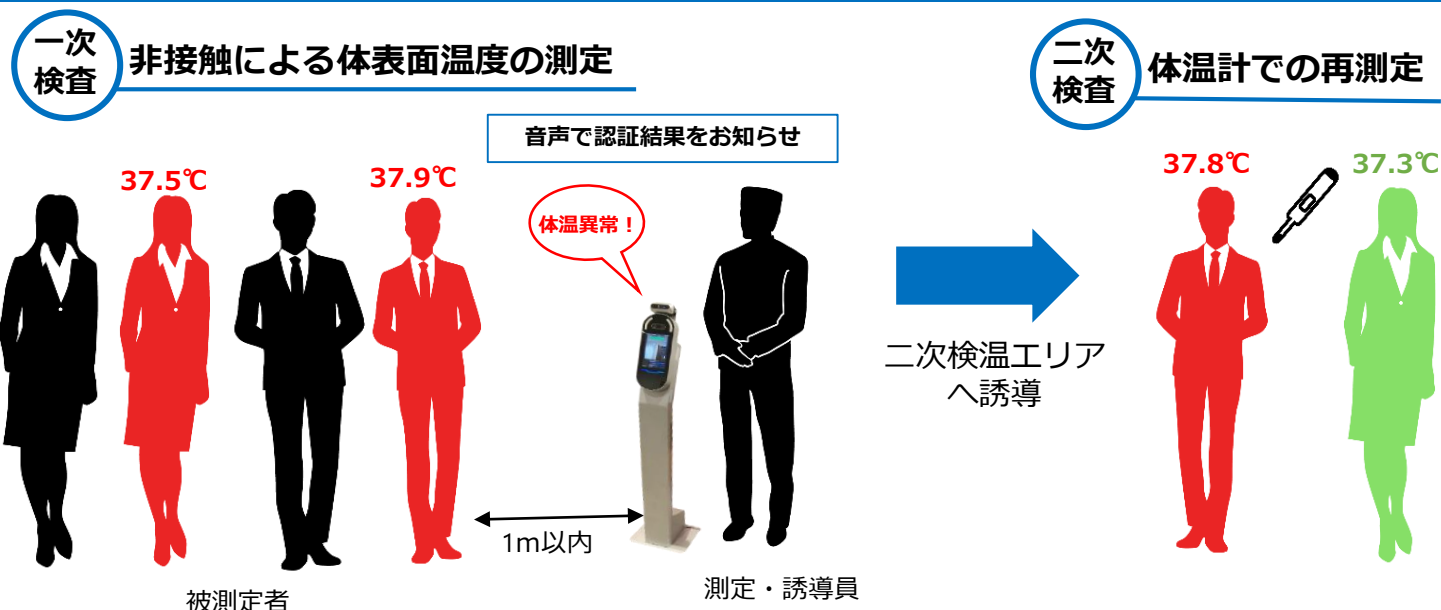 一次
検査
非接触による体表面温度の測定
二次
検査
体温計での再測定
音声で認証結果をお知らせ
37.5℃
37.9℃
体温異常！
37.8℃
37.3℃
二次検温エリア
へ誘導
1m以内
被測定者
測定・誘導員